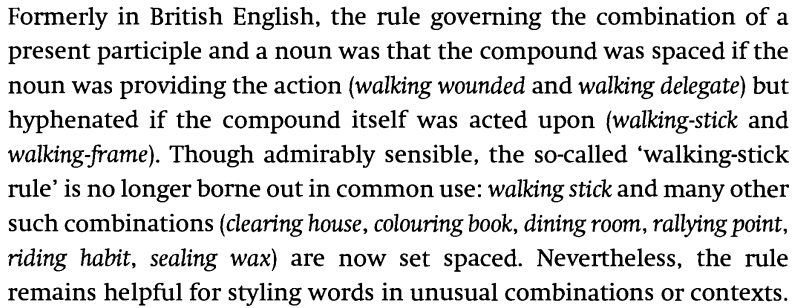 Formerly in British English, the rule governing the combination of a
present participle and a noun was that the compound was spaced if the
noun was providing the action (walking wounded and walking delegate) but
hyphenated if the compound itself was acted upon (walking-stick and
walking-frame). Though admirably sensible, the so-called ‘walking-stick
rule’ is no longer borne out in common use: walking stick and many other
such combinations (clearing house, colouring book, dining room, rallying point,
riding habit, sealing wax) are now set spaced. Nevertheless, the rule
remains helpful for styling words in unusual combinations or contexts.